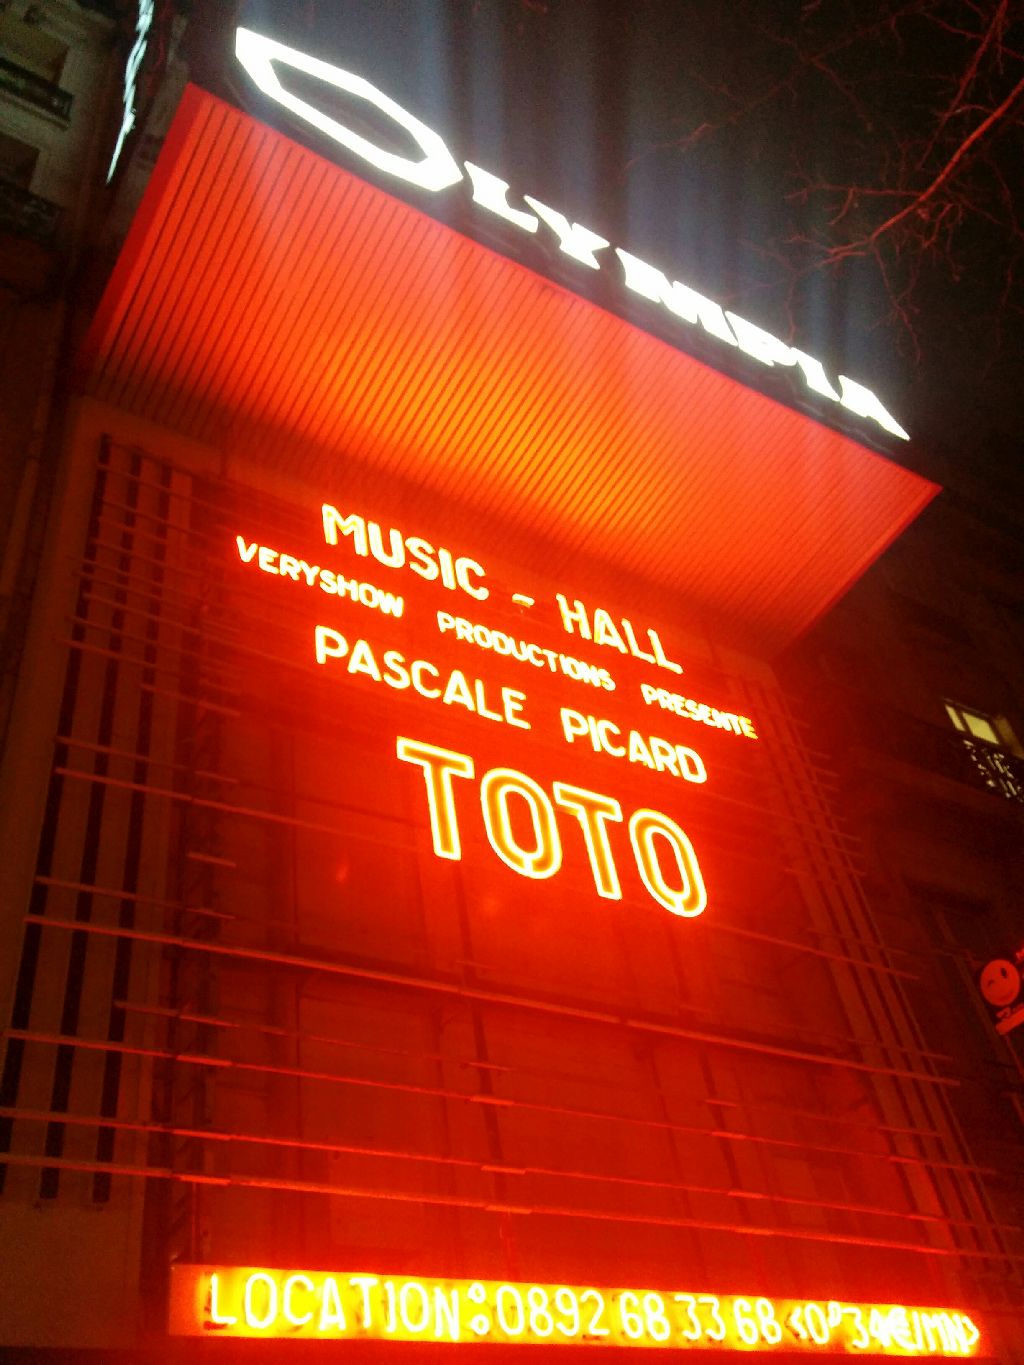 OLYMPIA
MUSIC - HALL
VERYSHOW PRODUCTIONS PRESENTE
PASCALE PICARD
TOTO
LOCATION:0892 68 33 68 <0°34€/MN>